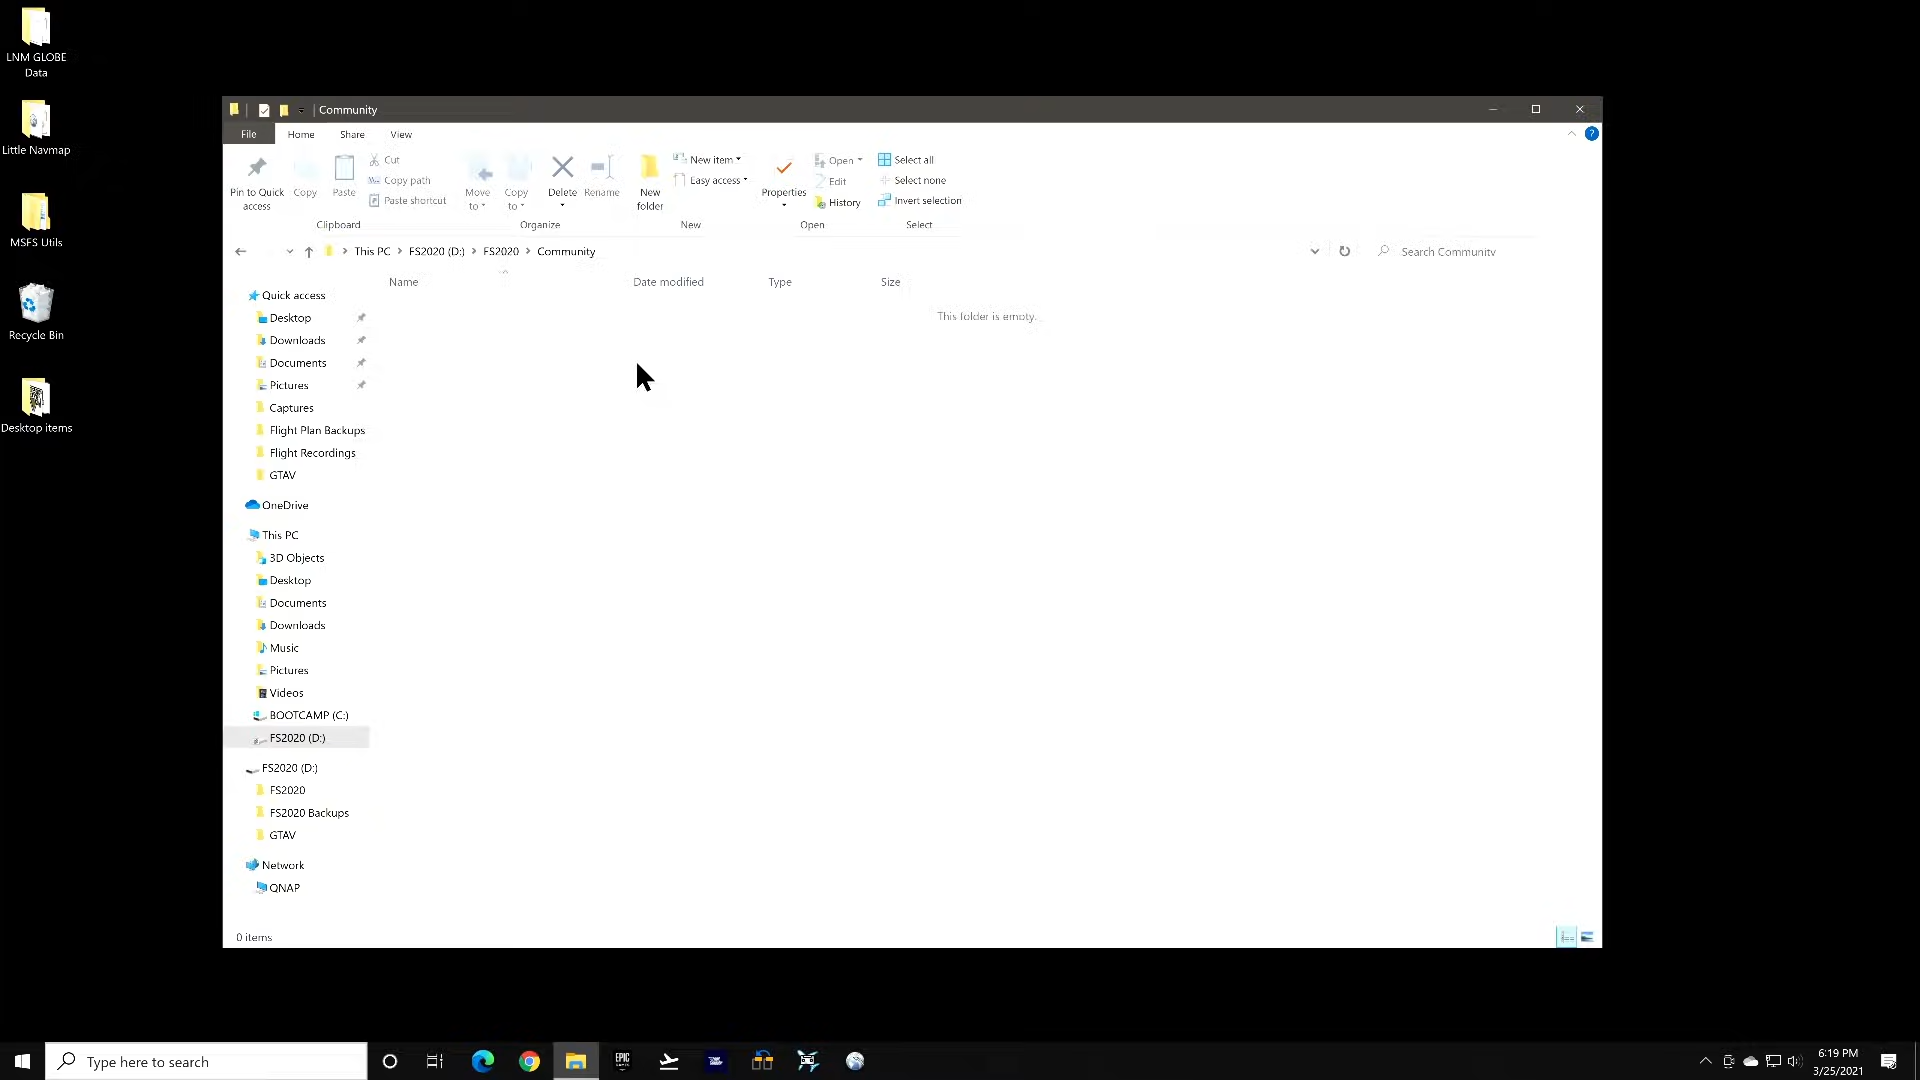 LNM GLOBE
Data
Little Navmap
MSFS Utils
Recycle Bin
Desktop items
Community
File
Home
Share
View
Pin to Quick
access
Copy
Paste
Cut
Copy path
Paste shortcut
Clipboard
Move
to
Copy
to
Delete
Rename
Organize
New
folder
New item
Easy access
New
Properties
Open
Edit
History
Open
Select all
Select none
Invert selection
Select
This PC
FS2020 (D:)
FS2020
Community
Search Community
Name
Date modified
Type
Size
This folder is empty.
Quick access
Desktop
Downloads
Documents
Pictures
Captures
Flight Plan Backups
Flight Recordings
GTAV
OneDrive
This PC
3D Objects
Desktop
Documents
Downloads
Music
Pictures
Videos
BOOTCAMP (C:)
FS2020 (D:)
FS2020 (D:)
FS2020
FS2020 Backups
GTAV
Network
QNAP
0 items
Type here to search
EPIC
GAMES
6:19 PM
3/25/2021